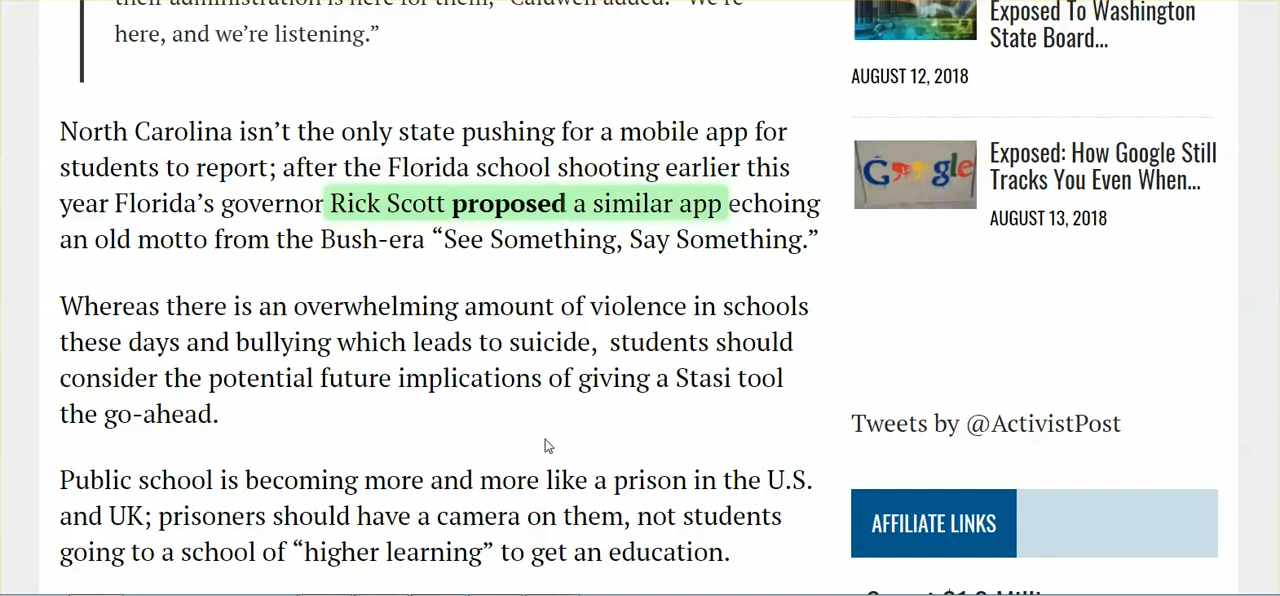 here, and we're listening.”
North Carolina isn't the only state pushing for a mobile app for
students to report; after the Florida school shooting earlier this
year Florida's governor Rick Scott proposed a similar app echoing
an old motto from the Bush-era “See Something, Say Something.”
Whereas there is an overwhelming amount of violence in schools
these days and bullying which leads to suicide,  students should
consider the potential future implications of giving a Stasi tool
the go-ahead.
Public school is becoming more and more like a prison in the U.S.
and UK; prisoners should have a camera on them, not students
going to a school of “higher learning” to get an education.
Exposed To Washington
State Board...
AUGUST 12, 2018
Google
Exposed: How Google Still
Tracks You Even When...
AUGUST 13, 2018
Tweets by @ActivistPost
AFFILIATE LINKS